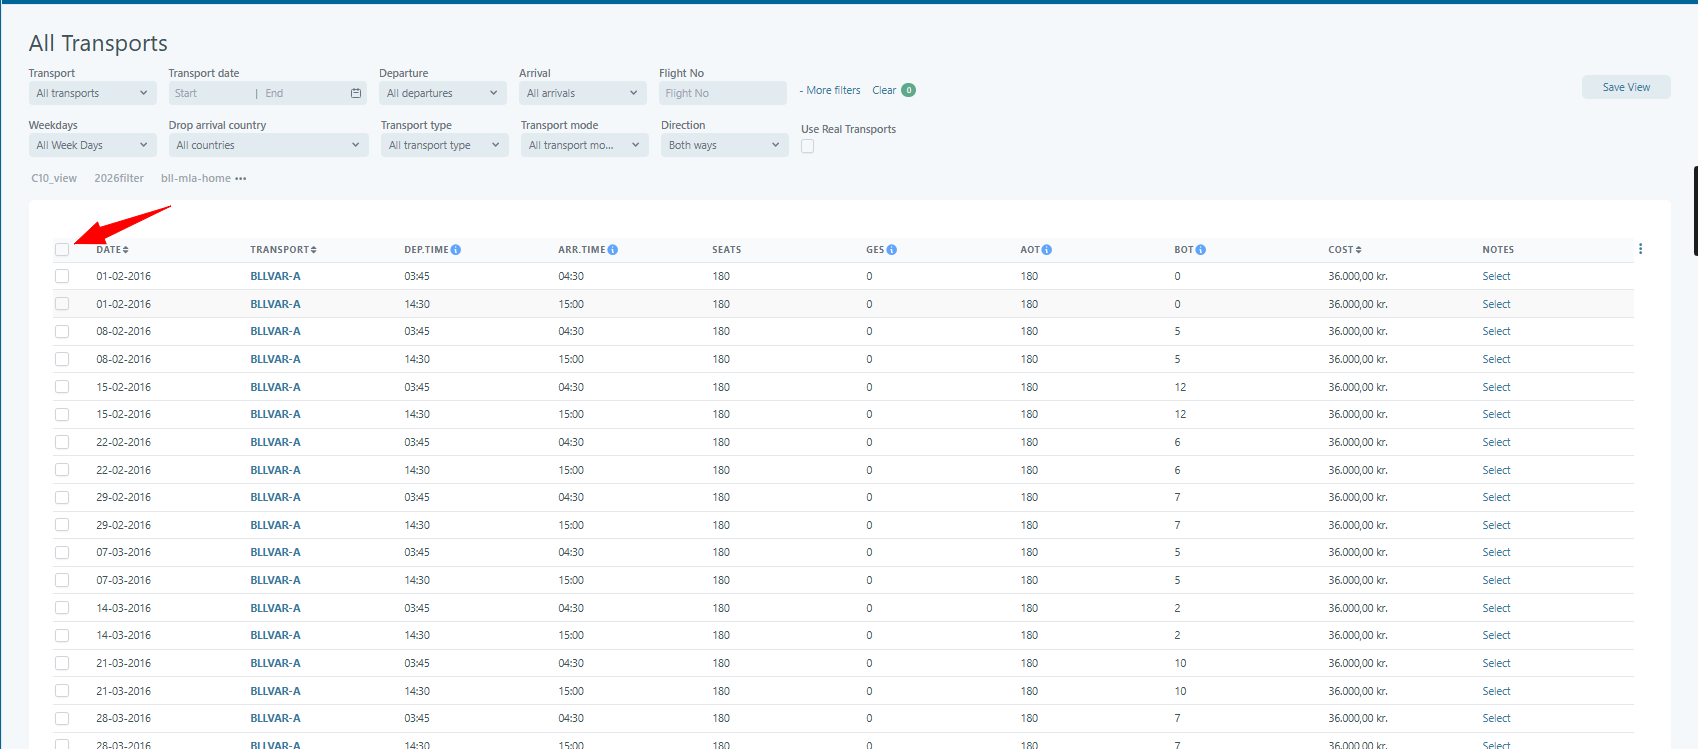 All Transports
Transport Transport date Departure Arrival Flight No
All transports Start | End All departures All arrivals Flight No - More filters Clear 0 Save View
Weekdays Drop arrival country Transport type Transport mode Direction Use Real Transports
All Week Days All countries All transport type All transport mo... Both ways
C10_view 2026filter bll-mla-home •••
DATE TRANSPORT DEP.TIME ARR.TIME SEATS GES AOT BOT COST NOTES
01-02-2016 BLLVAR-A 03:45 04:30 180 0 180 0 36.000,00 kr. Select
01-02-2016 BLLVAR-A 14:30 15:00 180 0 180 0 36.000,00 kr. Select
08-02-2016 BLLVAR-A 03:45 04:30 180 0 180 5 36.000,00 kr. Select
08-02-2016 BLLVAR-A 14:30 15:00 180 0 180 5 36.000,00 kr. Select
15-02-2016 BLLVAR-A 03:45 04:30 180 0 180 12 36.000,00 kr. Select
15-02-2016 BLLVAR-A 14:30 15:00 180 0 180 12 36.000,00 kr. Select
22-02-2016 BLLVAR-A 03:45 04:30 180 0 180 6 36.000,00 kr. Select
22-02-2016 BLLVAR-A 14:30 15:00 180 0 180 6 36.000,00 kr. Select
29-02-2016 BLLVAR-A 03:45 04:30 180 0 180 7 36.000,00 kr. Select
29-02-2016 BLLVAR-A 14:30 15:00 180 0 180 7 36.000,00 kr. Select
07-03-2016 BLLVAR-A 03:45 04:30 180 0 180 5 36.000,00 kr. Select
07-03-2016 BLLVAR-A 14:30 15:00 180 0 180 5 36.000,00 kr. Select
14-03-2016 BLLVAR-A 03:45 04:30 180 0 180 2 36.000,00 kr. Select
14-03-2016 BLLVAR-A 14:30 15:00 180 0 180 2 36.000,00 kr. Select
21-03-2016 BLLVAR-A 03:45 04:30 180 0 180 10 36.000,00 kr. Select
21-03-2016 BLLVAR-A 14:30 15:00 180 0 180 10 36.000,00 kr. Select
28-03-2016 BLLVAR-A 03:45 04:30 180 0 180 7 36.000,00 kr. Select
28-03-2016 BLLVAR-A 14:30 15:00 180 0 180 7 36.000,00 kr. Select